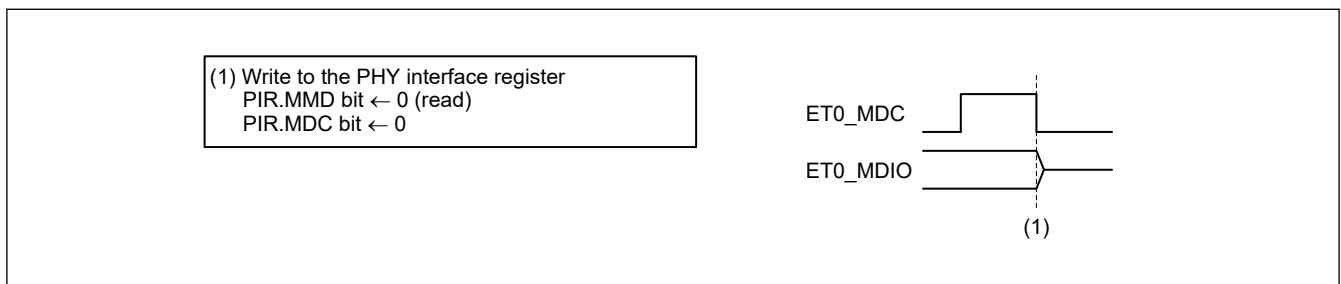 (1) Write to the PHY interface register
PIR.MMD bit ← 0 (read)
PIR.MDC bit ← 0
ET0_MDC
ET0_MDIO
(1)